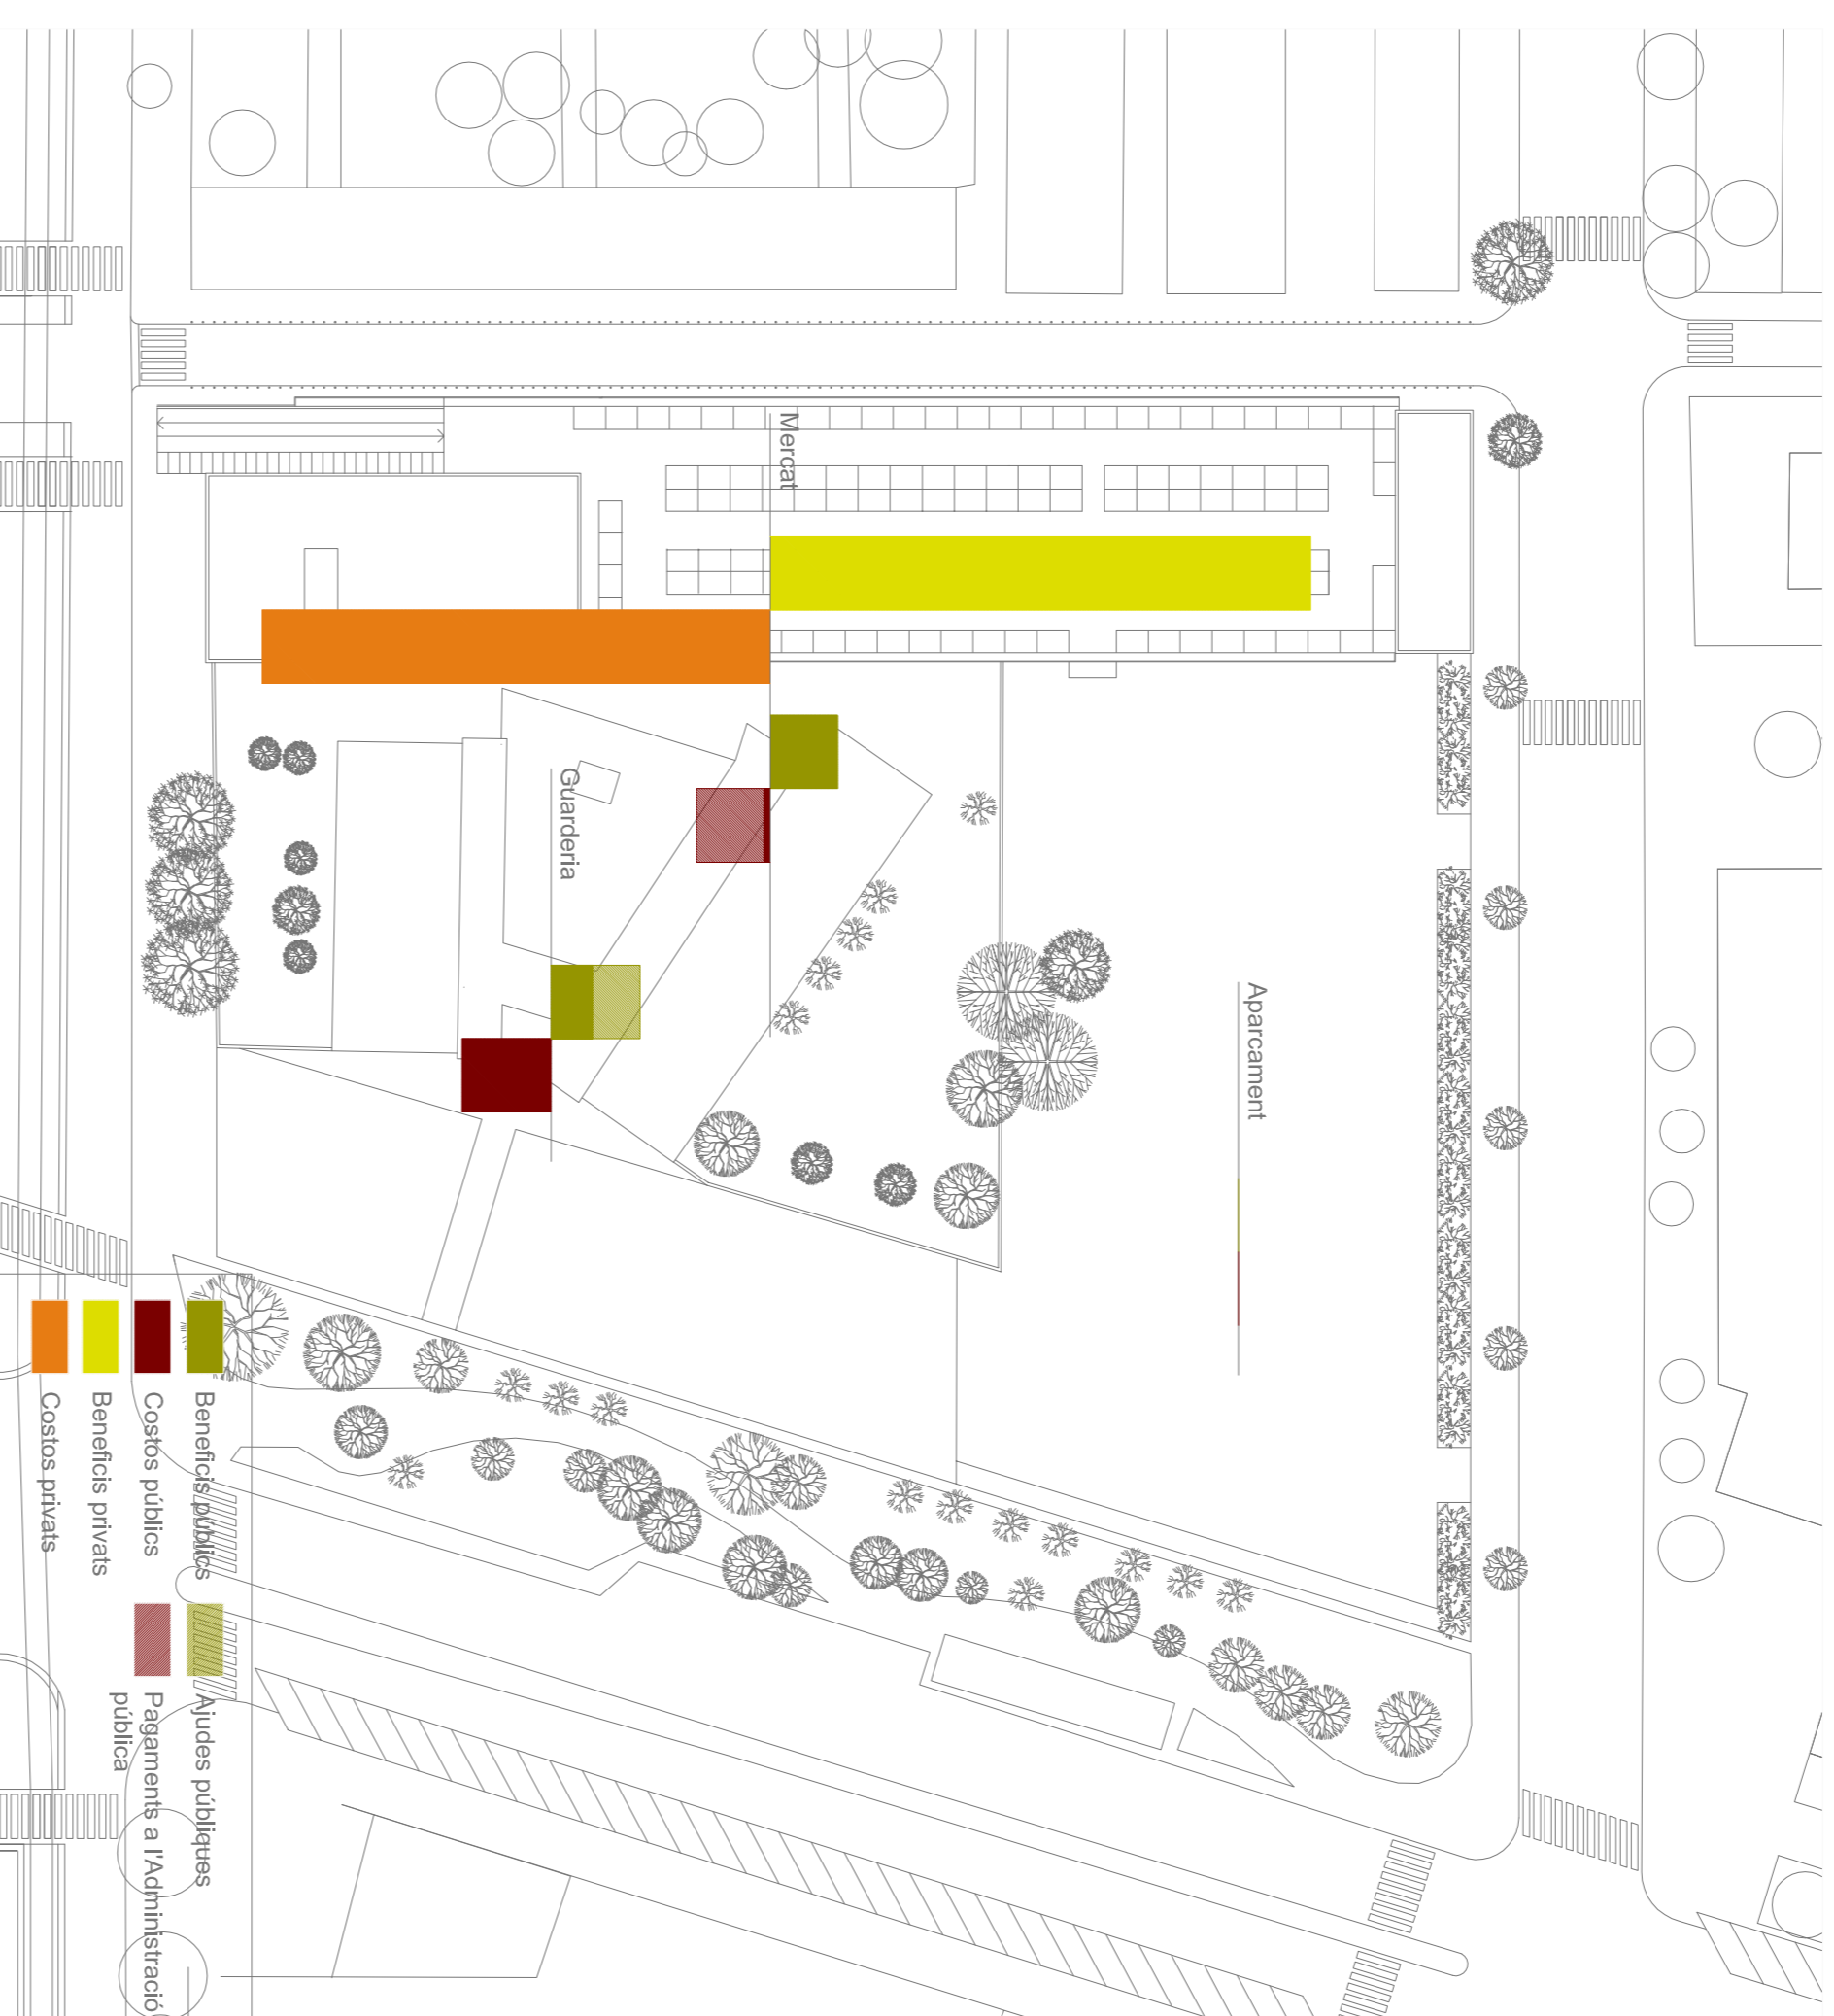 Mercat
Guarderia
Aparcament
Beneficis públics
Costos públics
Beneficis privats
Costos privats
Ajudes públiques
Pagaments a l'Administració
pública